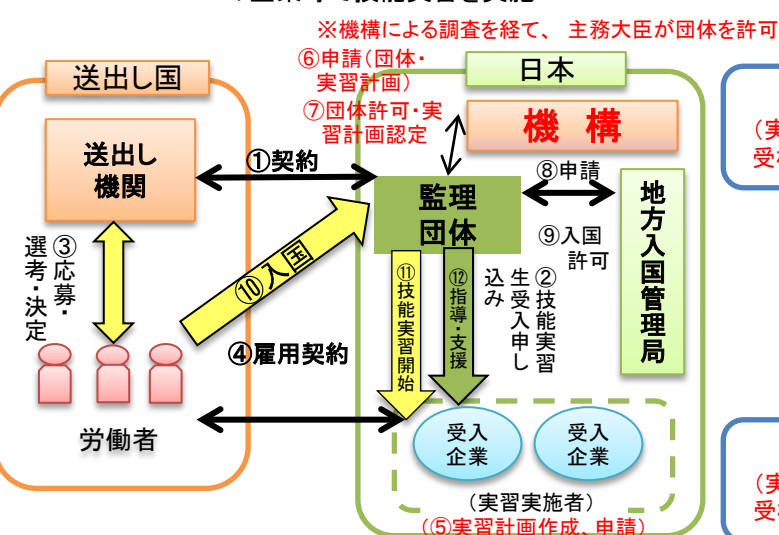 ※機構による調査を経て、主務大臣が団体を許可
⑥申請(団体・
実習計画)
⑦団体許可・実
習計画認定
送出し国
日本
機 構
送出し
機関
①契約
監理
団体
⑧申請
⑨入国
許可
地方入国管理局
③応募・
選考・決定
⑩入国
⑪技能実習開始
⑫指導・支援
②技能実習
生受入申し
込み
④雇用契約
労働者
受入
企業
受入
企業
(実習実施者)
(⑤実習計画作成、申請)